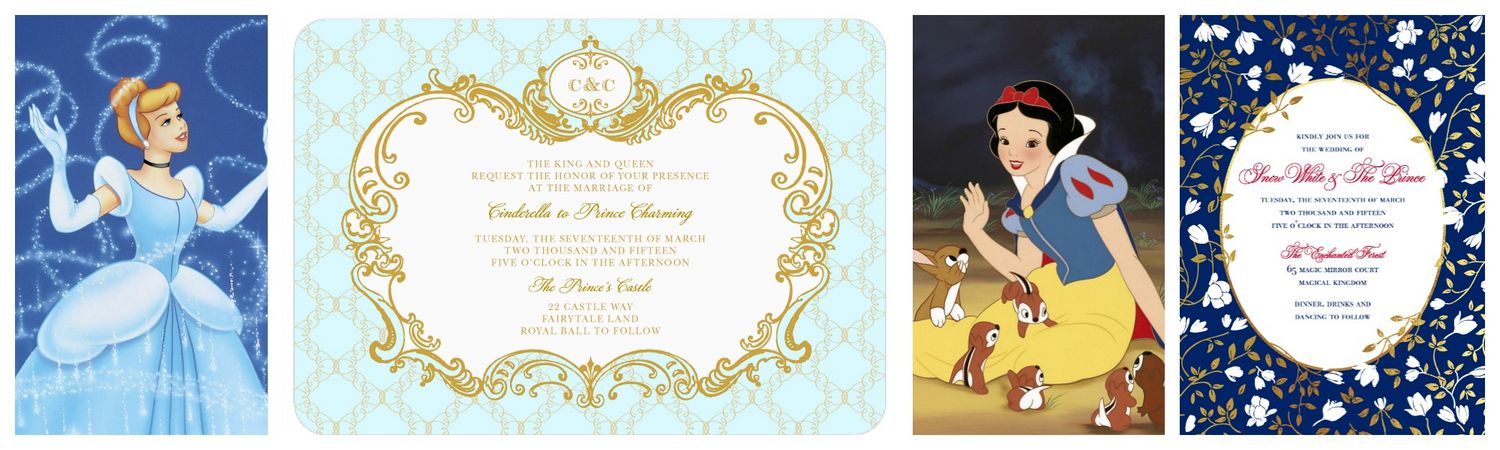 C&C
THE KING AND QUEEN
REQUEST THE HONOR OF YOUR PRESENCE
AT THE MARRIAGE OF
Cinderella to Prince Charming
TUESDAY, THE SEVENTEENTH OF MARCH
TWO THOUSAND AND FIFTEEN
FIVE O'CLOCK IN THE AFTERNOON
The Prince's Castle
22 CASTLE WAY
FAIRYTALE LAND
ROYAL BALL TO FOLLOW
KINDLY JOIN US FOR
THE WEDDING OF
Snow White & The Prince
TUESDAY, THE SEVENTEENTH OF MARCH
TWO THOUSAND AND FIFTEEN
FIVE O'CLOCK IN THE AFTERNOON
The Enchanted Forest
65 MAGIC MIRROR COURT
MAGICAL KINGDOM
DINNER, DRINKS AND
DANCING TO FOLLOW